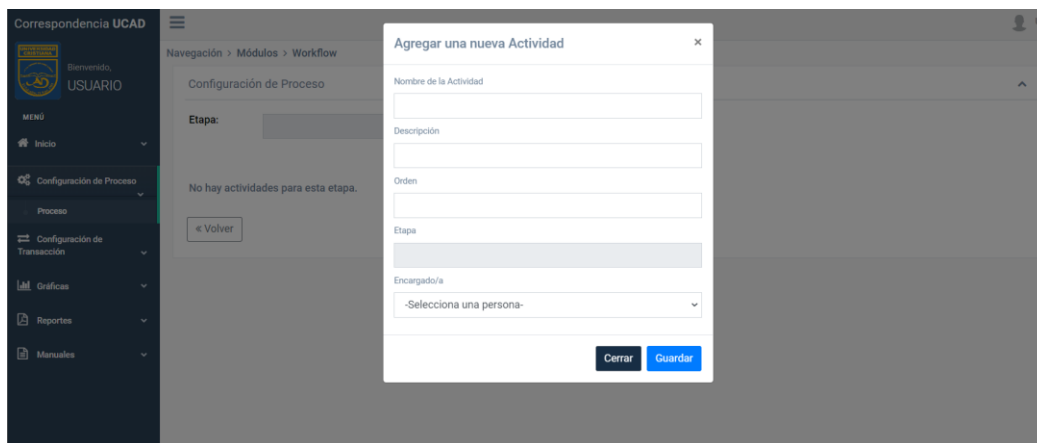 Correspondencia UCAD
Bienvenido,
USUARIO
MENÚ
Inicio
Configuración de Proceso
Proceso
Configuración de
Transacción
Gráficas
Reportes
Manuales
Navegación > Módulos > Workflow
Configuración de Proceso
Etapa:
No hay actividades para esta etapa.
« Volver
Agregar una nueva Actividad
×
Nombre de la Actividad
Descripción
Orden
Etapa
Encargado/a
-Selecciona una persona-
Cerrar
Guardar